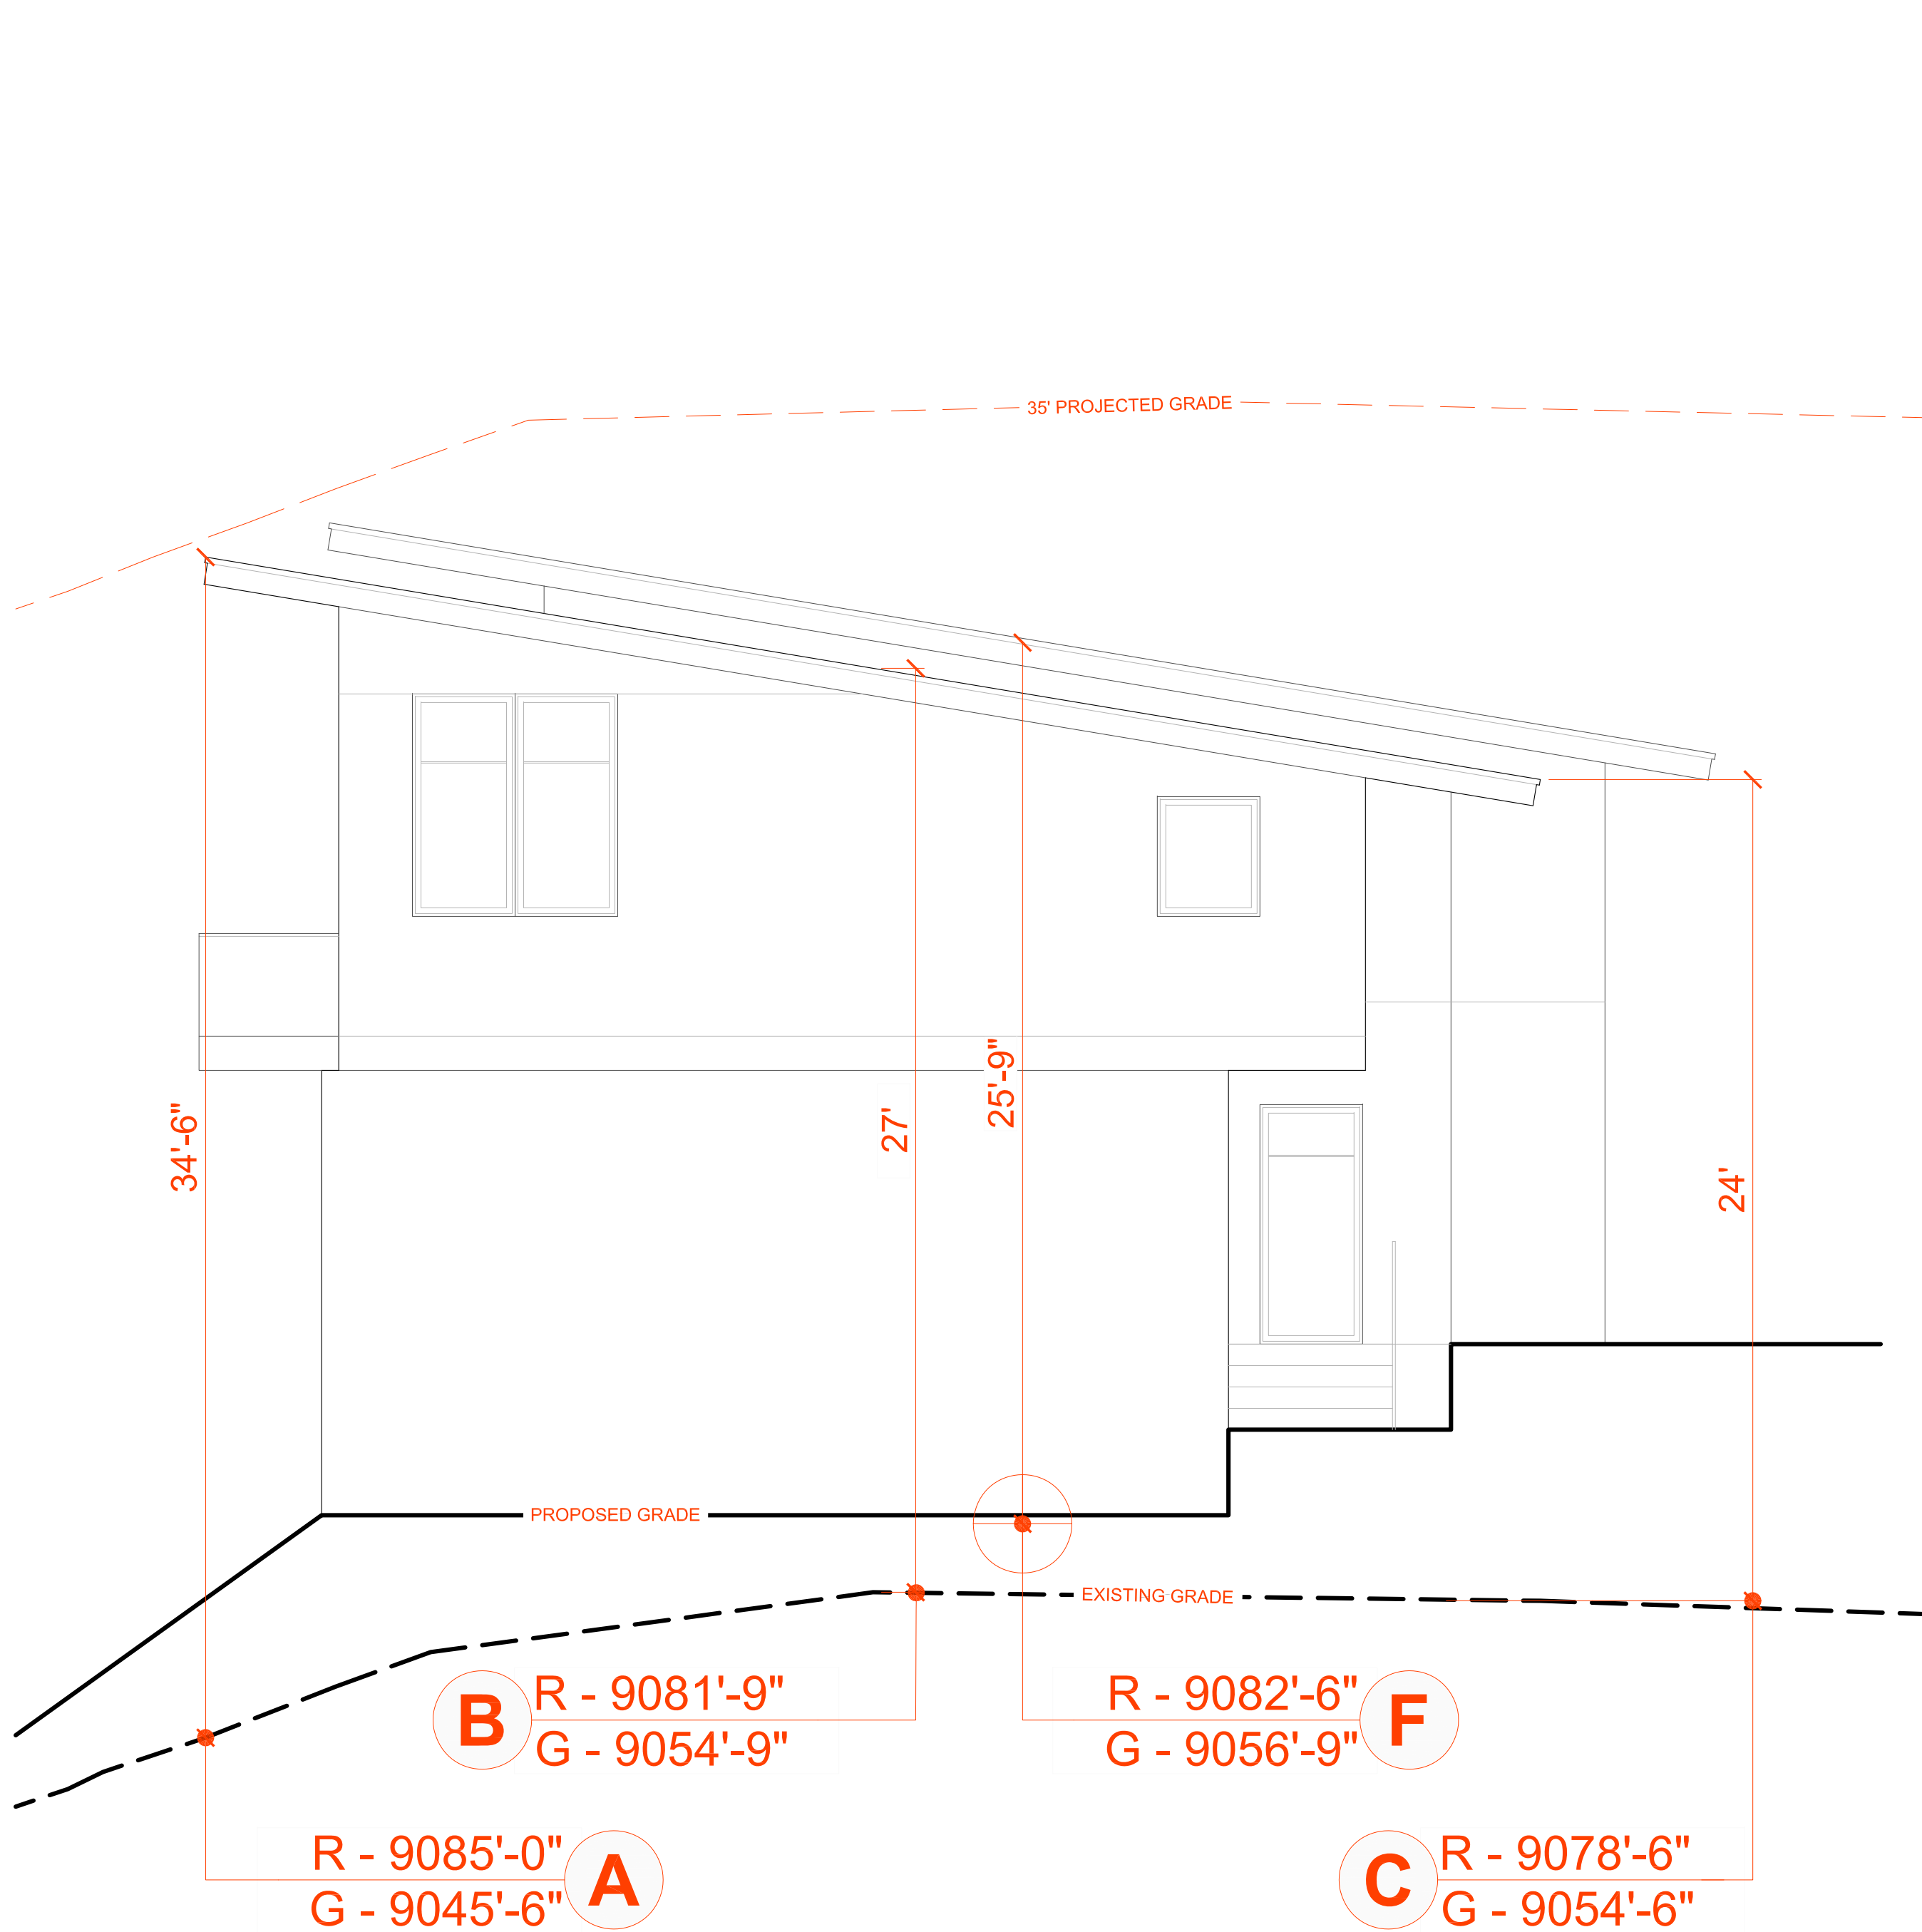 35' PROJECTED GRADE
34'-6"
27'
25'-9"
24'
PROPOSED GRADE
EXISTING GRADE
B
R - 9081'-9"
G - 9054'-9"
R - 9082'-6"
G - 9056'-9"
F
R - 9085'-0"
G - 9045'-6"
A
C
R - 9078'-6"
G - 9054'-6"